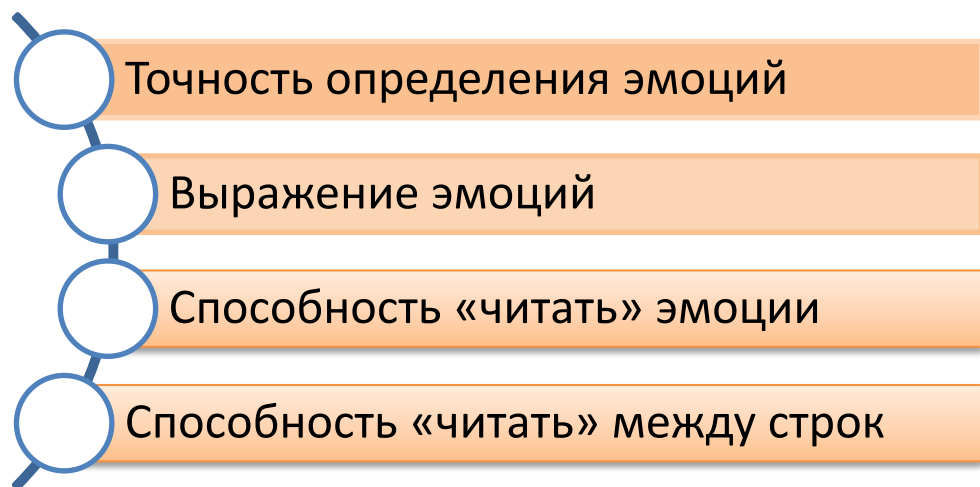 Точность определения эмоций
Выражение эмоций
Способность «читать» эмоции
Способность «читать» между строк